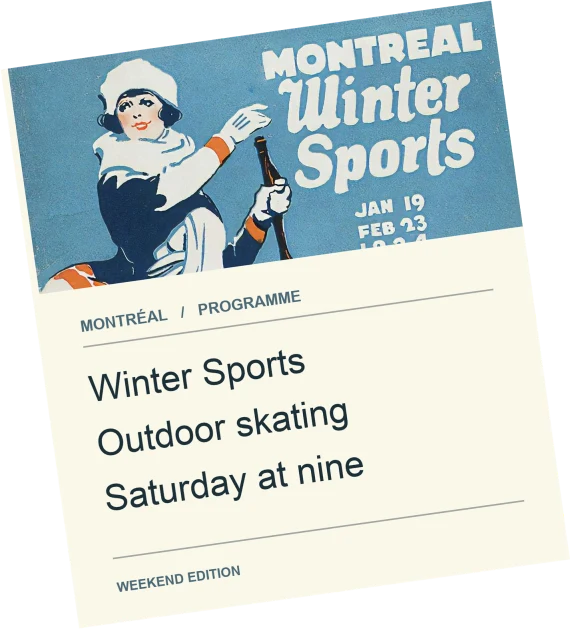 MONTREAL
Winter
Sports
JAN 19
FEB 23
MONTRÉAL / PROGRAMME
Winter Sports
Outdoor skating
Saturday at nine
WEEKEND EDITION